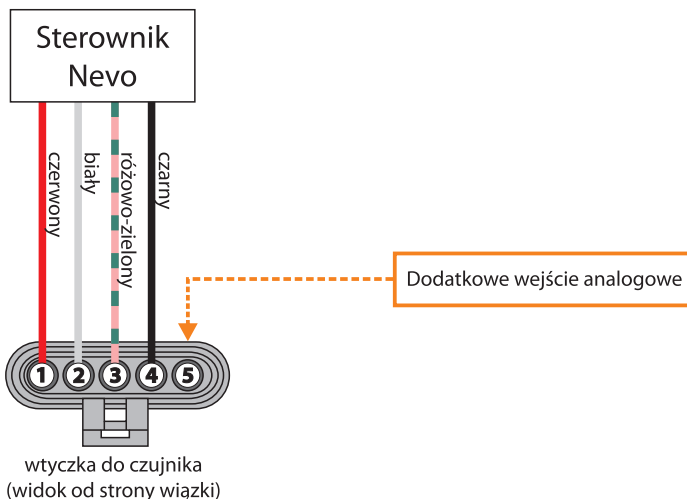 Sterownik
Nevo
czerwony
biały
różowo-zielony
czarny
Dodatkowe wejście analogowe
1 2 3 4 5
wtyczka do czujnika
(widok od strony wiązki)